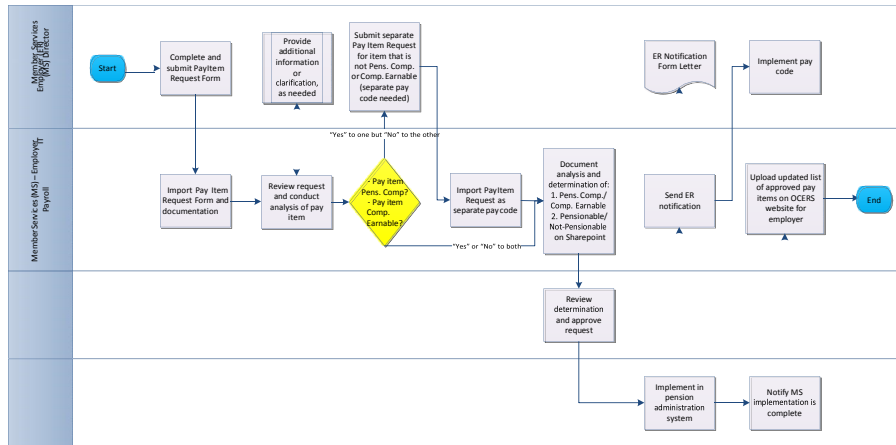 Member Services
Employer (ER)
(MS) Director
Start
Complete and
submit PayItem
Request Form
Provide
additional
information
or
clarification,
as needed
Submit separate
Pay Item Request
for item that is
not Pens. Comp.
or Comp. Earnable
(separate pay
code needed)
ER Notification
Form Letter
Implement pay
code
"Yes" to one but "No" to the other
IT
Member Services (MS) – Employer
Payroll
Import Pay Item
Request Form and
documentation
Review request
and conduct
analysis of pay
item
- Pay item
Pens. Comp?
- Pay item
Comp.
Earnable?
Import PayItem
Request as
separate paycode
Document
analysis and
determination of:
1. Pens. Comp./
Comp. Earnable
2. Pensionable/
Not-Pensionable
on Sharepoint
Send ER
notification
Upload updated list
of approved pay
items on OCERS
website for
employer
End
"Yes" or "No" to both
Review
determination
and approve
request
Implement in
pension
administration
system
Notify MS
implementation is
complete